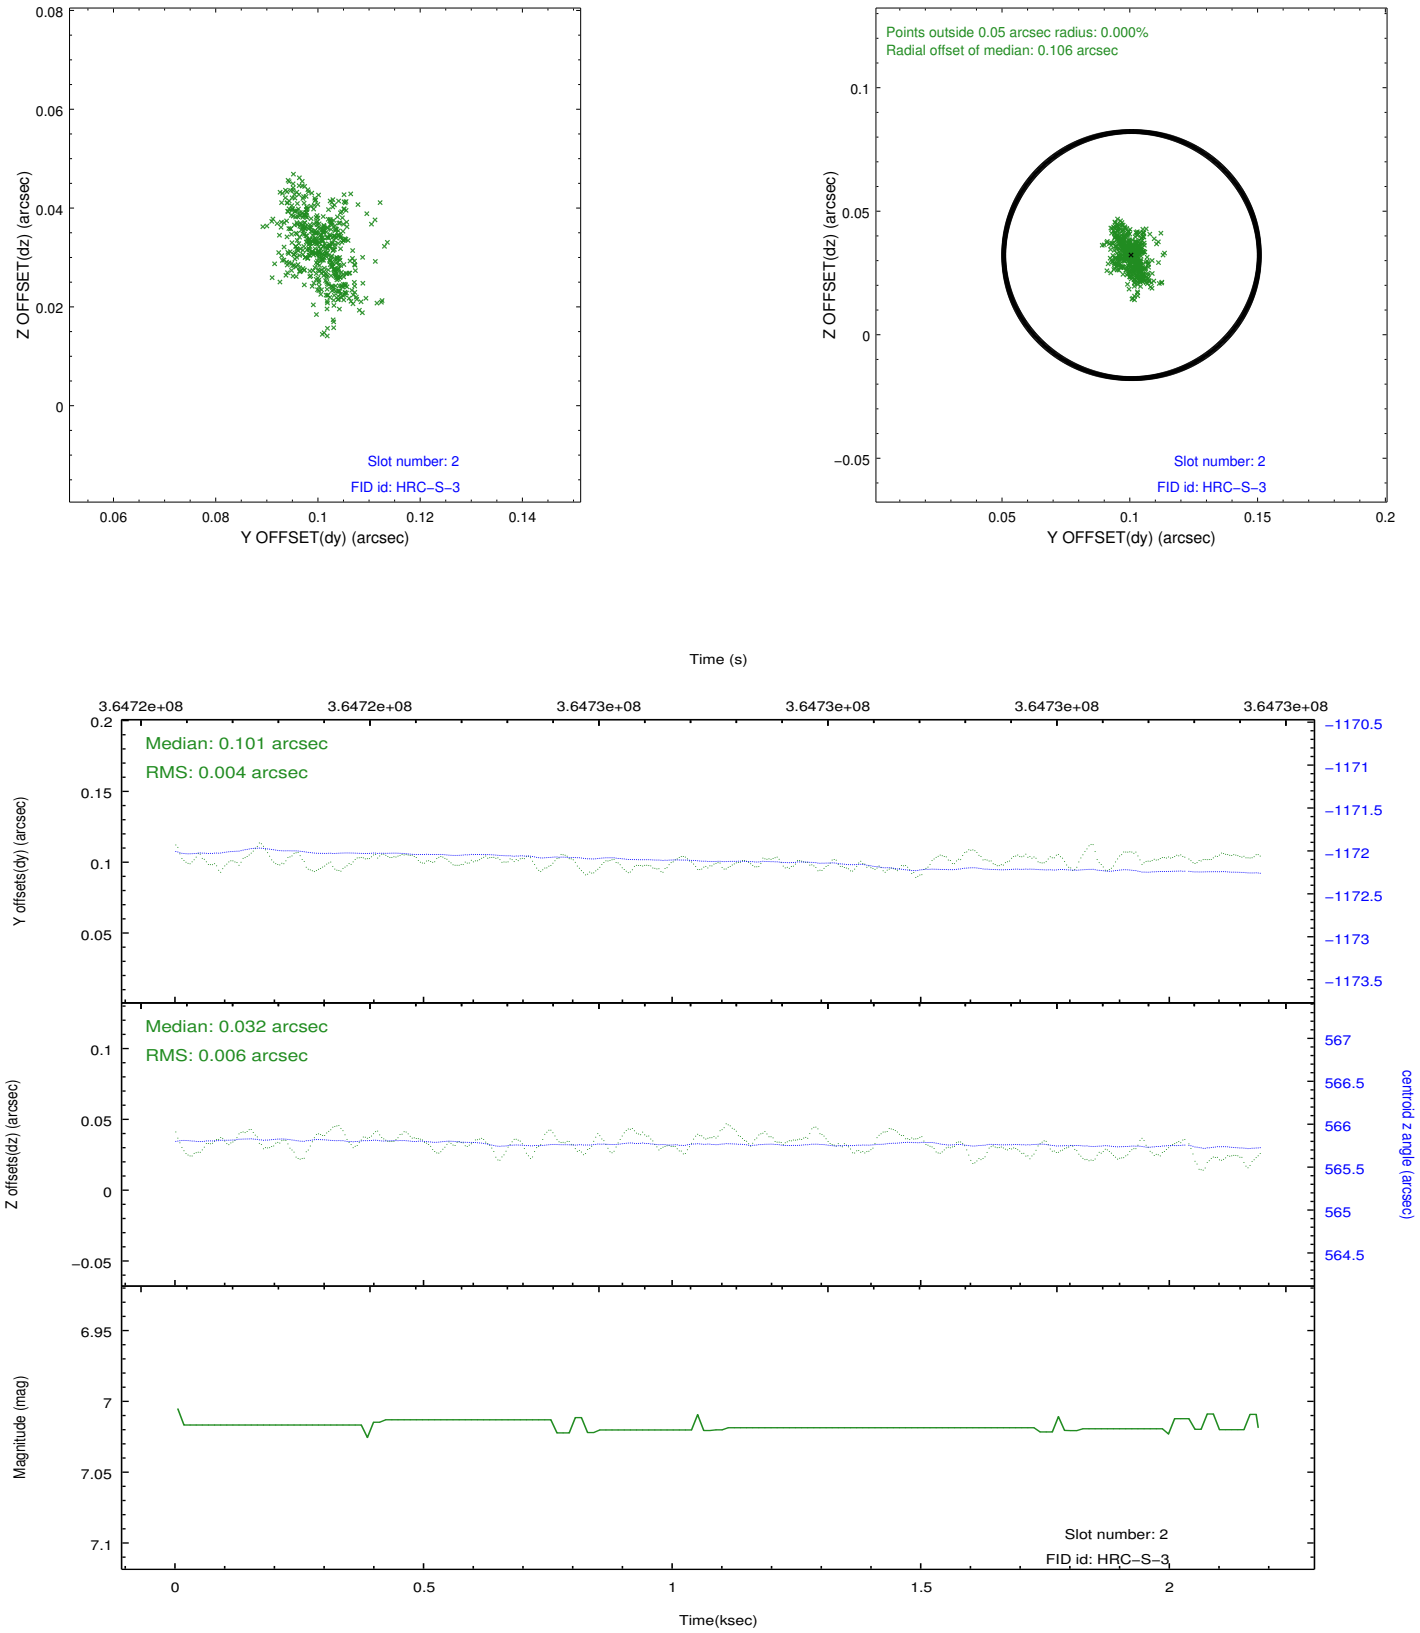 0.08
0.06
0.04
0.02
0
Z OFFSET(dz) (arcsec)
Slot number: 2
FID id: HRC−S−3
0.06
0.08
0.1
0.12
0.14
Y OFFSET(dy) (arcsec)
Points outside 0.05 arcsec radius: 0.000%
Radial offset of median: 0.106 arcsec
0.1
0.05
0
−0.05
Z OFFSET(dz) (arcsec)
Slot number: 2
FID id: HRC−S−3
0.05
0.1
0.15
0.2
Y OFFSET(dy) (arcsec)
Time (s)
3.6472e+08
3.6472e+08
3.6473e+08
3.6473e+08
3.6473e+08
3.6473e+08
Median: 0.101 arcsec
RMS: 0.004 arcsec
0.2
0.15
0.1
0.05
Y offsets(dy) (arcsec)
−1170.5
−1171
−1171.5
−1172
−1172.5
−1173
−1173.5
Median: 0.032 arcsec
RMS: 0.006 arcsec
0.1
0.05
0
−0.05
Z offsets(dz) (arcsec)
567
566.5
566
565.5
565
564.5
centroid z angle (arcsec)
6.95
7
7.05
7.1
Magnitude (mag)
Slot number: 2
FID id: HRC−S−3
0
0.5
1
1.5
2
Time(ksec)